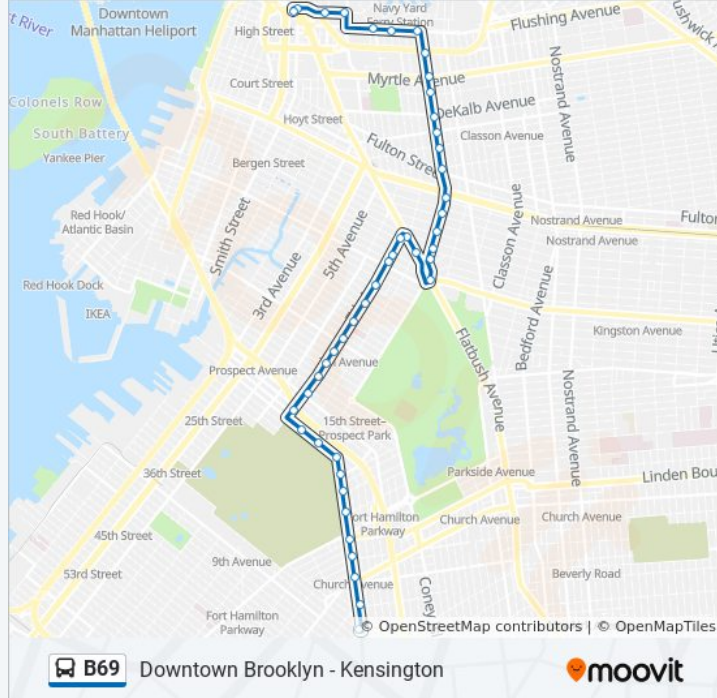 t River
Downtown
Manhattan Heliport
Navy Yard
Ferry Station
Flushing Avenue
High Street
Court Street
Myrtle Avenue
Nostrand Avenue
Colonels Row
DeKalb Avenue
Hoyt Street
South Battery
Fulton Stree
Classon Avenue
Yankee Pier
Bergen Street
Red Hook/
Atlantic Basin
Smith Street
5th Avenue
Classon Avenue
Nostrand Avenue
Fulto
Nostrand Avenue
3rd Avenue
Red Hook Dock
Bedford Avenue
IKEA
Kingston Avenue
Flatbush Avenue
Avenue
Prospect Avenue
Nostrand Avenue
25th Street
15th Street–
Prospect Park
36th Street
Parkside Avenue
Linden Bou
ort Hamilton
Parkway
Church Avenue
Church Avenue
45th Street
9th Avenue
53rd Street
Church Avenue
Beverly Road
Coney
Fort Hamilton
Parkway
© OpenStreetMap contributors | © OpenMapTiles
B69 Downtown Brooklyn - Kensington
moovit